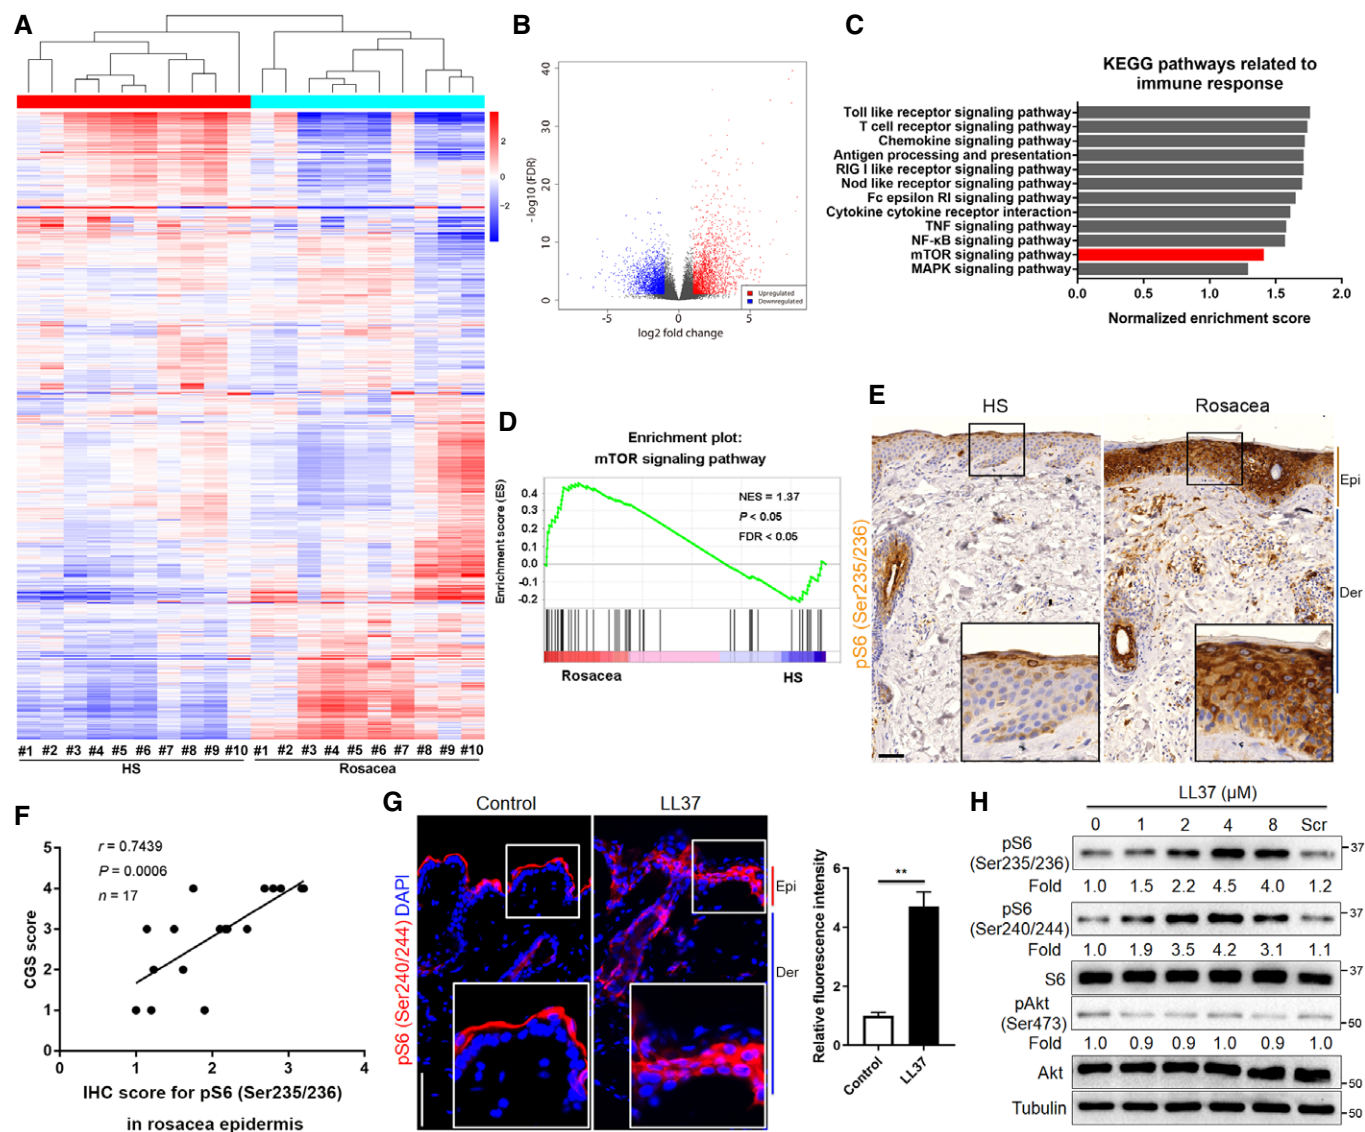 A
2
0
−2
#1 #2 #3 #4 #5 #6 #7 #8 #9 #10 #1 #2 #3 #4 #5 #6 #7 #8 #9 #10
HS
Rosacea
B
40
30
20
10
0
-log10 (FDR)
-5 0 5
log2 fold change
Upregulated
Downregulated
C
KEGG pathways related to
immune response
Toll like receptor signaling pathway
T cell receptor signaling pathway
Chemokine signaling pathway
Antigen processing and presentation
RIG I like receptor signaling pathway
Nod like receptor signaling pathway
Fc epsilon RI signaling pathway
Cytokine cytokine receptor interaction
TNF signaling pathway
NF-κB signaling pathway
mTOR signaling pathway
MAPK signaling pathway
0.0 0.5 1.0 1.5 2.0
Normalized enrichment score
D
Enrichment plot:
mTOR signaling pathway
Enrichment score (ES)
0.4
0.3
0.2
0.1
0.0
-0.1
-0.2
NES = 1.37
P < 0.05
FDR < 0.05
Rosacea
HS
E
HS
Rosacea
pS6 (Ser235/236)
Epi
Der
F
r = 0.7439
P = 0.0006
n = 17
CGS score
5
4
3
2
1
0
0 1 2 3 4
IHC score for pS6 (Ser235/236)
in rosacea epidermis
G
Control
LL37
pS6 (Ser240/244) DAPI
Epi
Der
Relative fluorescence intensity
6
4
2
0
**
Control
LL37
H
LL37 (µM)
0 1 2 4 8 Scr
pS6
(Ser235/236)
37
Fold 1.0 1.5 2.2 4.5 4.0 1.2
pS6
(Ser240/244)
37
Fold 1.0 1.9 3.5 4.2 3.1 1.1
S6
37
pAkt
(Ser473)
50
Fold 1.0 0.9 0.9 1.0 0.9 1.0
Akt
50
Tubulin
50